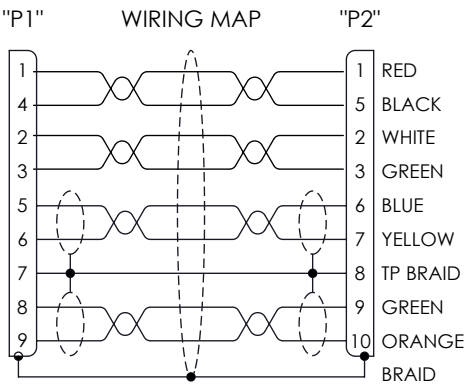 "P1" WIRING MAP "P2"
1 1 RED
4 5 BLACK
2 2 WHITE
3 3 GREEN
5 6 BLUE
6 7 YELLOW
7 8 TP BRAID
8 9 GREEN
9 10 ORANGE
BRAID